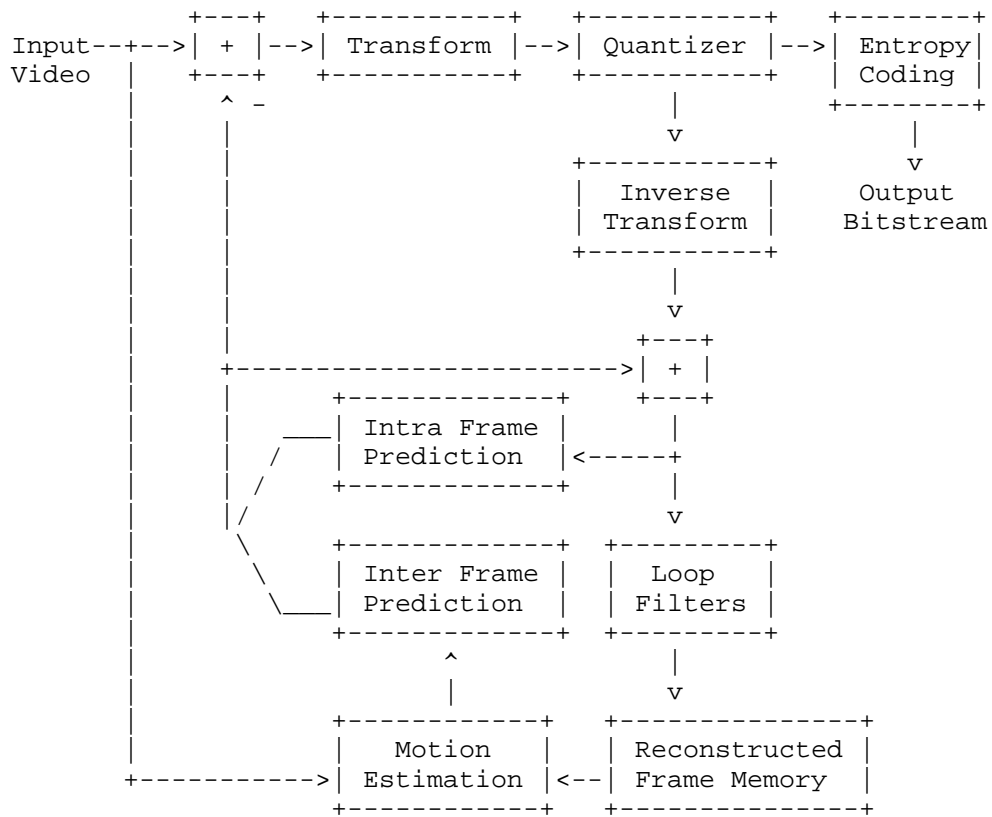 Input
Video
+
Transform
Quantizer
Entropy
Coding
-
Inverse
Transform
Output
Bitstream
+
Intra Frame
Prediction
Inter Frame
Prediction
Loop
Filters
Motion
Estimation
Reconstructed
Frame Memory